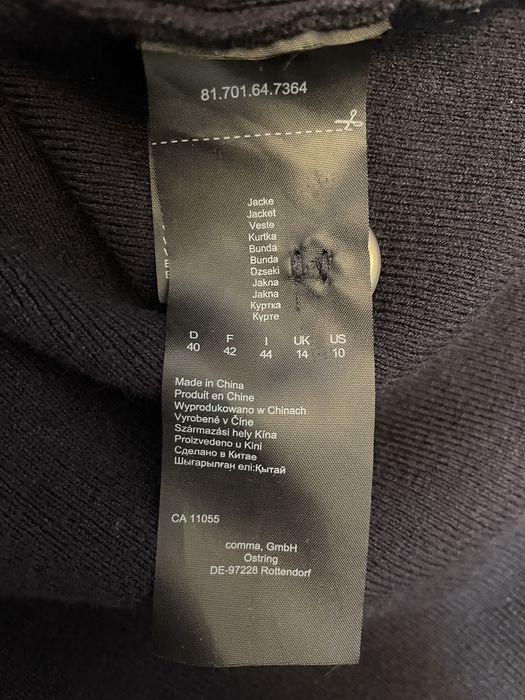 81.701.64.7364
Jacke
Jacket
Veste
Kurtka
Bunda
Bunda
Dzseki
Jakna
Jakna
Куртка
Күрте
D F I UK US
40 42 44 14 10
Made in China
Produit en Chine
Wyprodukowano w Chinach
Vyrobené v Číne
Származási hely Kína
Proizvedeno u Kini
Сделано в Китае
Шығарылған елі:Қытай
CA 11055
comma, GmbH
Ostring
DE-97228 Rottendorf